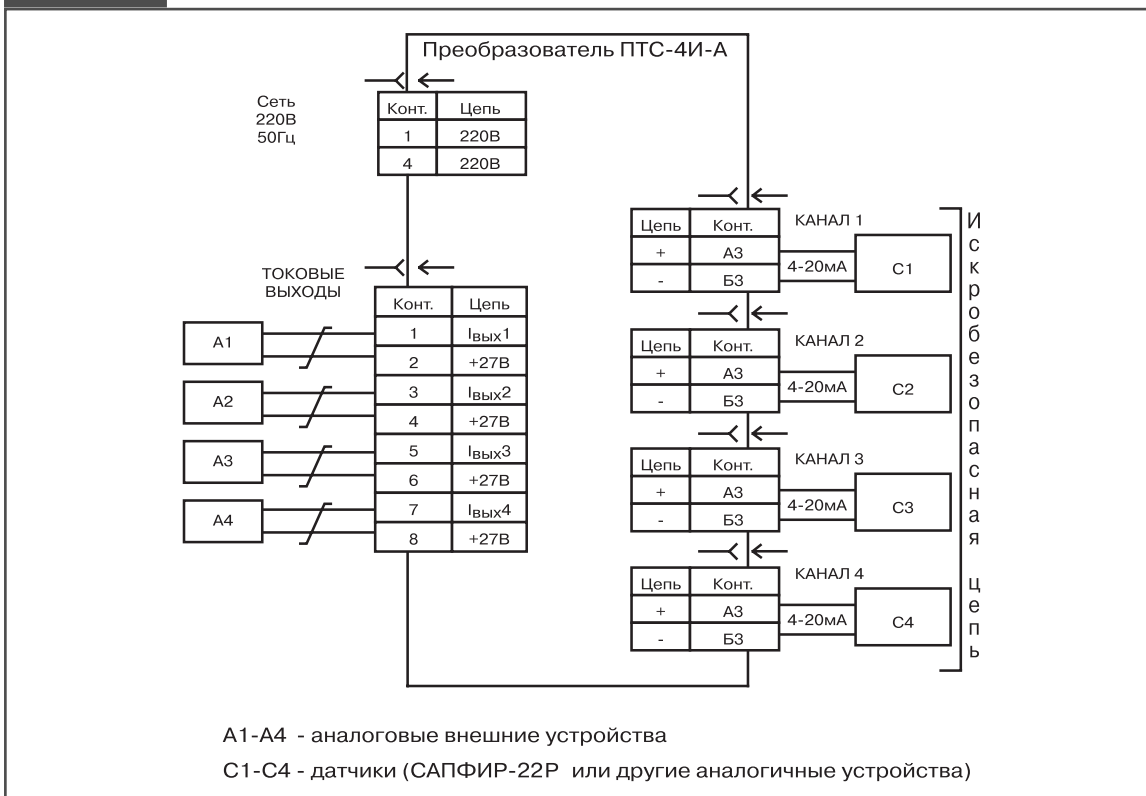 Преобразователь ПТС-4И-А
Сеть
220В
50Гц
Конт. Цепь
1 220В
4 220В
ТОКОВЫЕ
ВЫХОДЫ
Конт. Цепь
1 Iвых1
2 +27В
3 Iвых2
4 +27В
5 Iвых3
6 +27В
7 Iвых4
8 +27В
А1
А2
А3
А4
КАНАЛ 1
Цепь Конт.
+ А3
- Б3
4-20мА
С1
КАНАЛ 2
Цепь Конт.
+ А3
- Б3
4-20мА
С2
КАНАЛ 3
Цепь Конт.
+ А3
- Б3
4-20мА
С3
КАНАЛ 4
Цепь Конт.
+ А3
- Б3
4-20мА
С4
Искробезопасная цепь
А1-А4 - аналоговые внешние устройства
С1-С4 - датчики (САПФИР-22Р или другие аналогичные устройства)